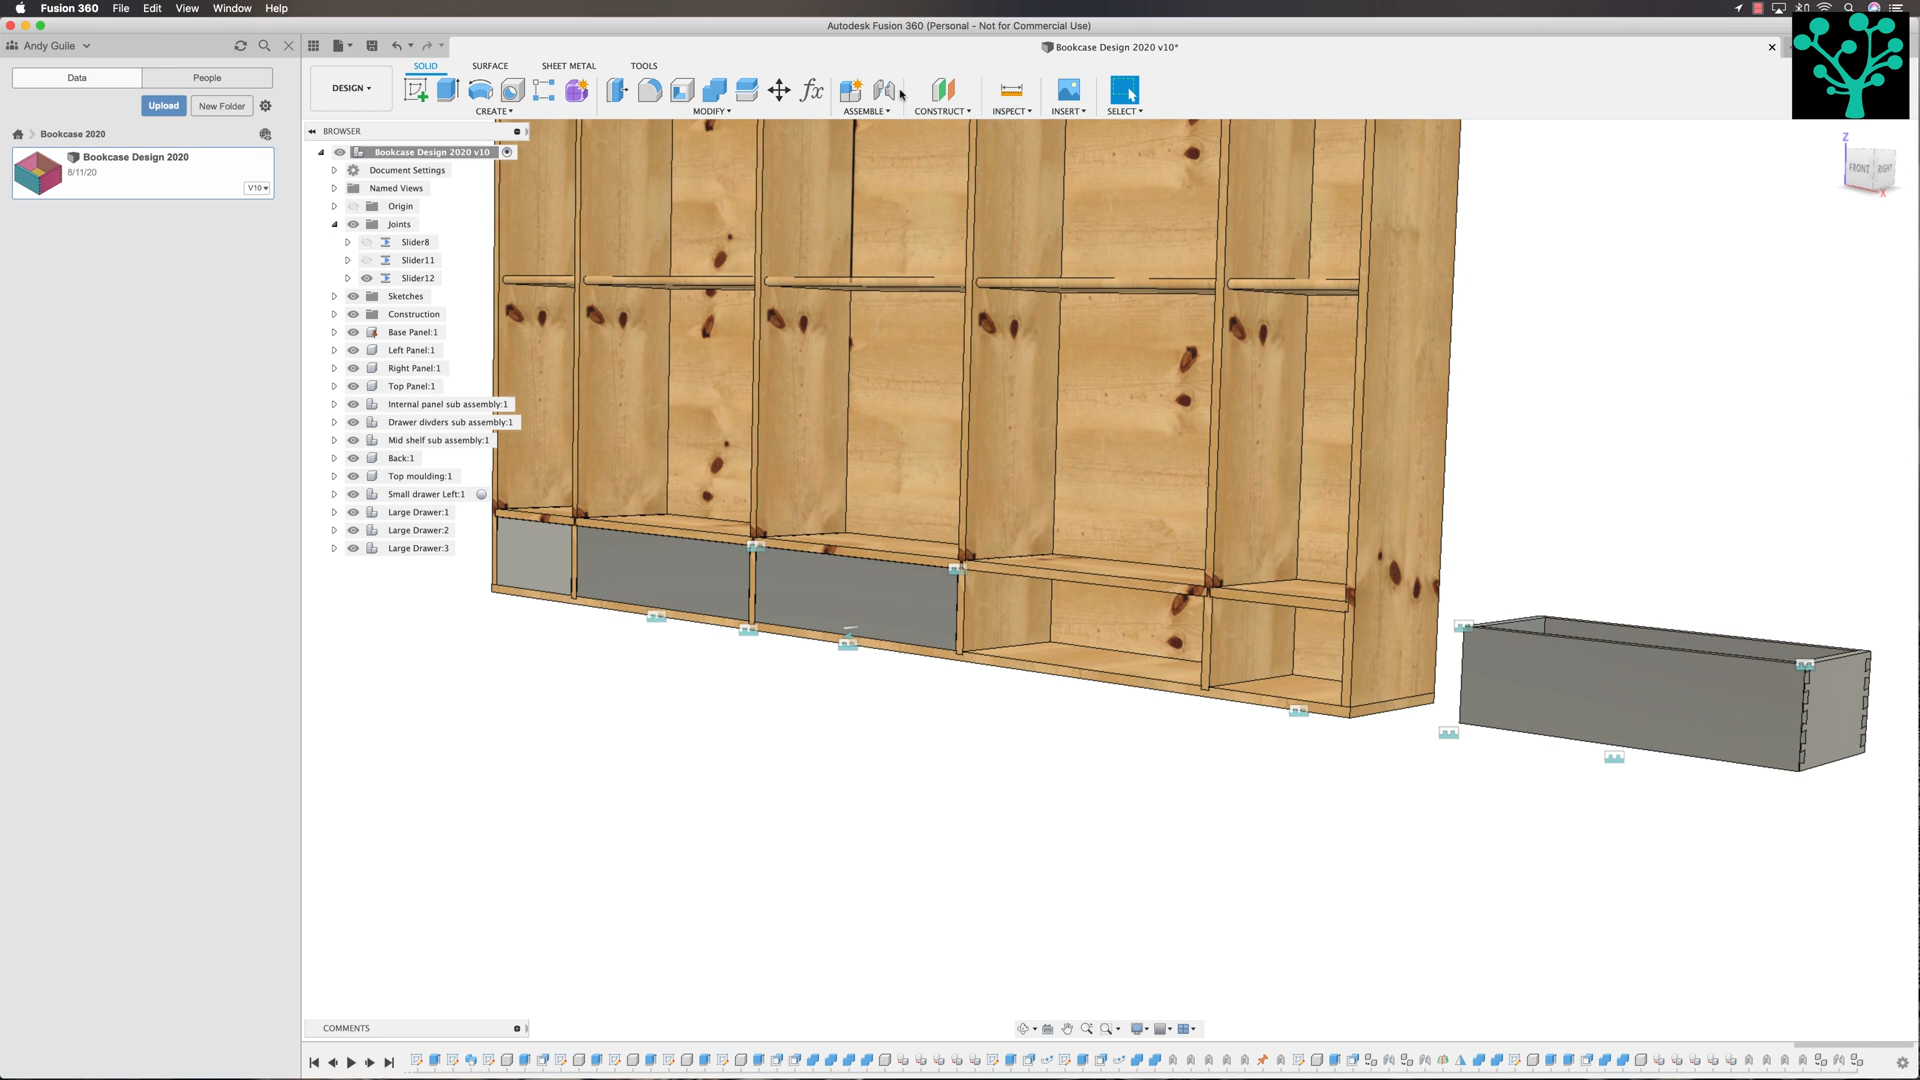 Fusion 360 File Edit View Window Help
Autodesk Fusion 360 (Personal - Not for Commercial Use)
Andy Guile
Bookcase Design 2020 v10*
Data People
SOLID SURFACE SHEET METAL TOOLS
DESIGN
Upload New Folder
CREATE MODIFY ASSEMBLE CONSTRUCT INSPECT INSERT SELECT
Bookcase 2020
BROWSER
Bookcase Design 2020
8/11/20
V10
Bookcase Design 2020 v10
Document Settings
Named Views
Origin
Joints
Slider8
Slider11
Slider12
Sketches
Construction
Base Panel:1
Left Panel:1
Right Panel:1
Top Panel:1
Internal panel sub assembly:1
Drawer divders sub assembly:1
Mid shelf sub assembly:1
Back:1
Top moulding:1
Small drawer Left:1
Large Drawer:1
Large Drawer:2
Large Drawer:3
Z
FRONT RIGHT
X
COMMENTS